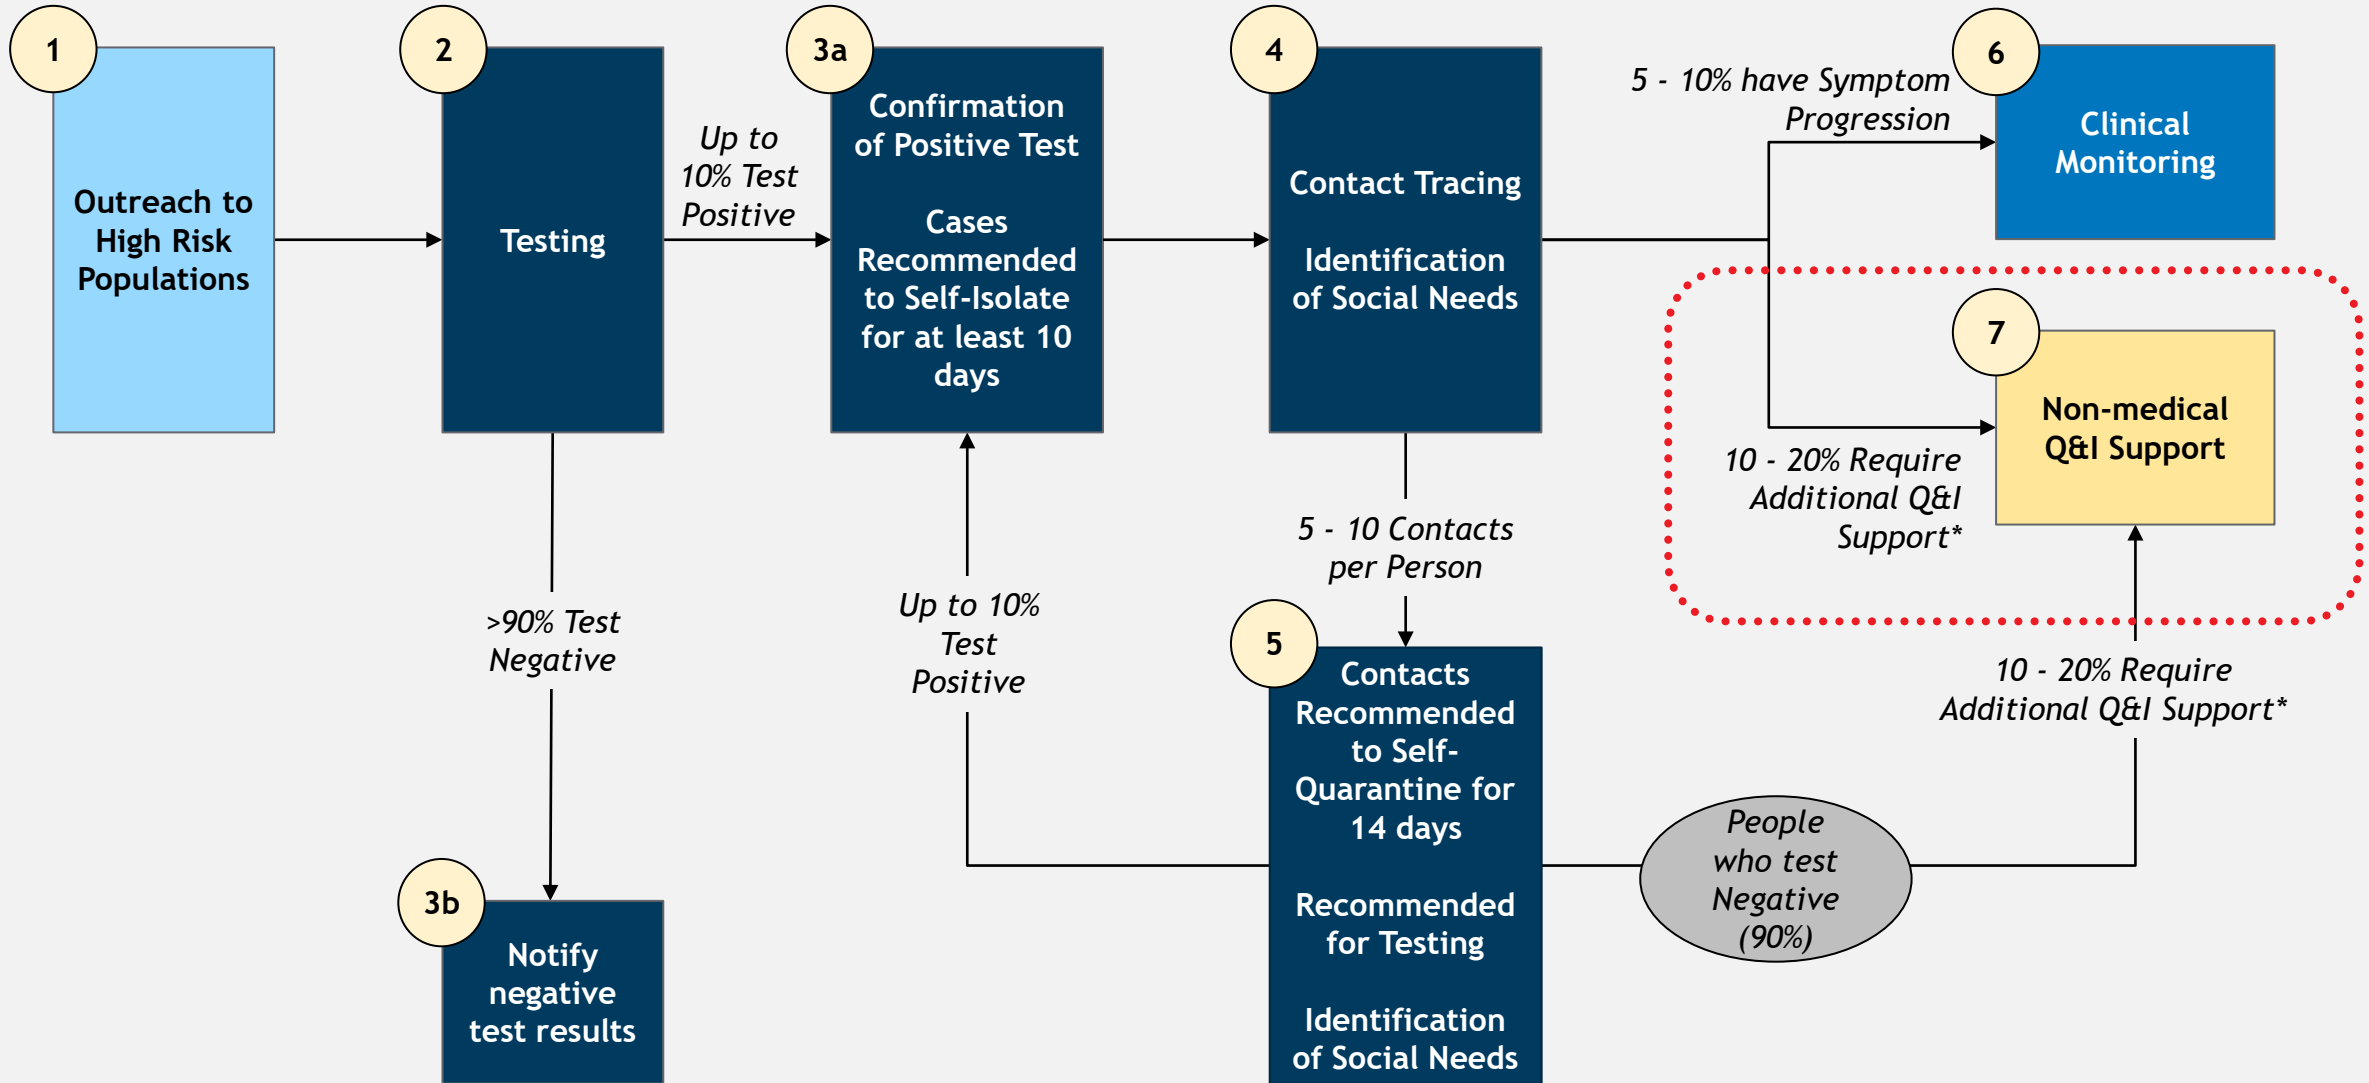 1
Outreach to
High Risk
Populations
2
Testing
Up to
10% Test
Positive
3a
Confirmation
of Positive Test
Cases
Recommended
to Self-Isolate
for at least 10
days
4
Contact Tracing
Identification
of Social Needs
5 - 10% have Symptom
Progression
6
Clinical
Monitoring
7
Non-medical
Q&I Support
10 - 20% Require
Additional Q&I
Support*
>90% Test
Negative
3b
Notify
negative
test results
Up to 10%
Test
Positive
5 - 10 Contacts
per Person
5
Contacts
Recommended
to Self-
Quarantine for
14 days
Recommended
for Testing
Identification
of Social Needs
People
who test
Negative
(90%)
10 - 20% Require
Additional Q&I Support*